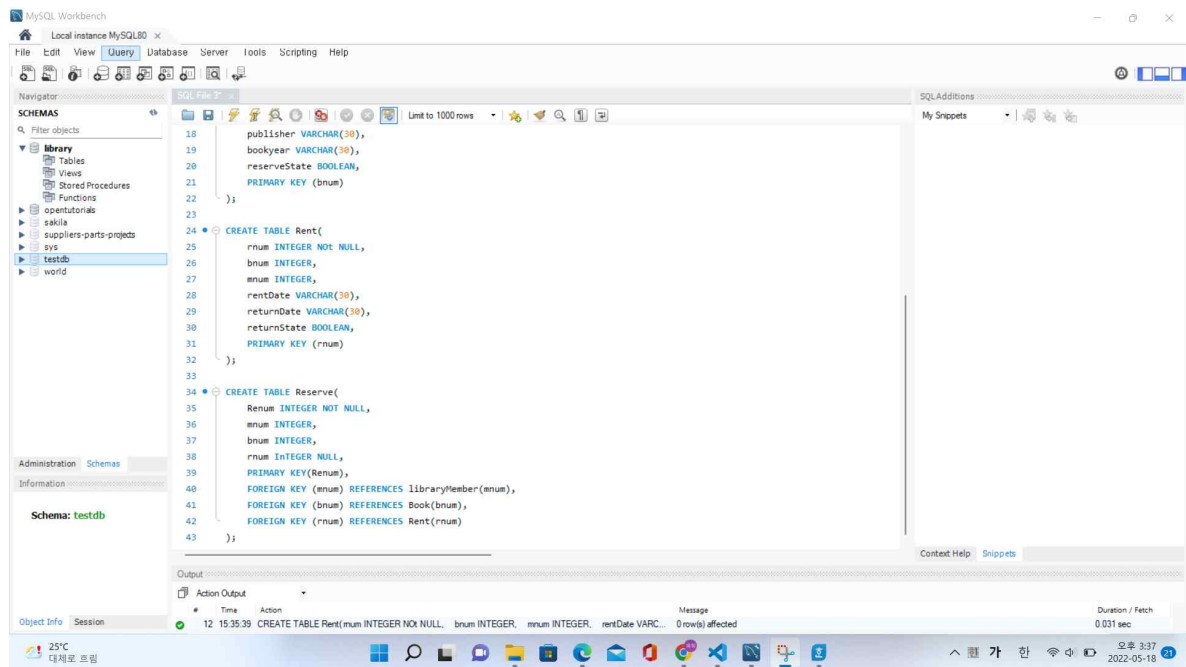 MySQL Workbench
Local instance MySQL80
File Edit View Query Database Server Tools Scripting Help
Navigator
SCHEMAS
Filter objects
library
Tables
Views
Stored Procedures
Functions
opentutorials
sakila
suppliers-parts-projects
sys
testdb
world
Administration Schemas
Information
Schema: testdb
Object Info Session
SQL File 3*
Limit to 1000 rows
18 publisher VARCHAR(30),
19 bookyear VARCHAR(30),
20 reserveState BOOLEAN,
21 PRIMARY KEY (bnum)
22 );
23
24 CREATE TABLE Rent(
25 rnum INTEGER NOt NULL,
26 bnum INTEGER,
27 mnum INTEGER,
28 rentDate VARCHAR(30),
29 returnDate VARCHAR(30),
30 returnState BOOLEAN,
31 PRIMARY KEY (rnum)
32 );
33
34 CREATE TABLE Reserve(
35 Renum INTEGER NOT NULL,
36 mnum INTEGER,
37 bnum INTEGER,
38 rnum InTEGER NULL,
39 PRIMARY KEY(Renum),
40 FOREIGN KEY (mnum) REFERENCES libraryMember(mnum),
41 FOREIGN KEY (bnum) REFERENCES Book(bnum),
42 FOREIGN KEY (rnum) REFERENCES Rent(rnum)
43 );
SQLAdditions
My Snippets
Context Help Snippets
Output
Action Output
# Time Action Message Duration / Fetch
12 15:35:39 CREATE TABLE Rent( rnum INTEGER NOt NULL, bnum INTEGER, mnum INTEGER, rentDate VARC... 0 row(s) affected 0.031 sec
25°C
대체로 흐림
가 한
오후 3:37
2022-05-18
21